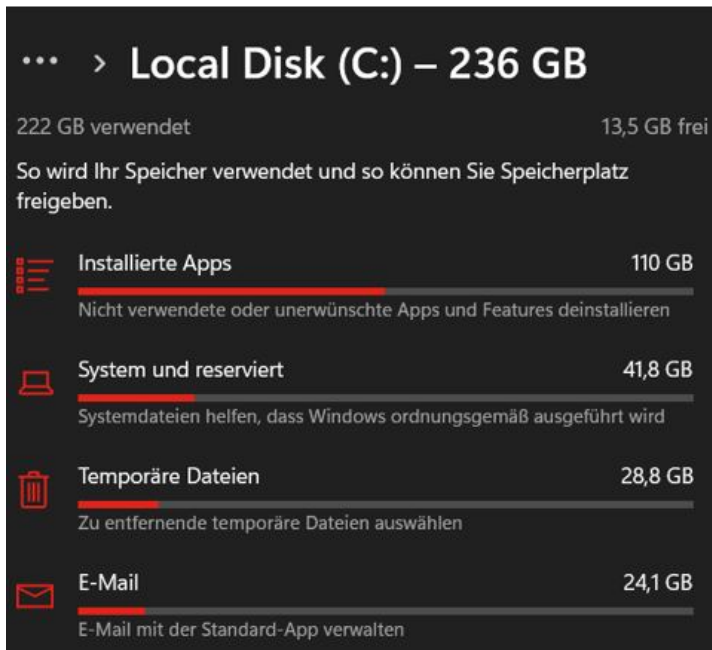 ... > Local Disk (C:) – 236 GB
222 GB verwendet 13,5 GB frei
So wird Ihr Speicher verwendet und so können Sie Speicherplatz
freigeben.
Installierte Apps 110 GB
Nicht verwendete oder unerwünschte Apps und Features deinstallieren
System und reserviert 41,8 GB
Systemdateien helfen, dass Windows ordnungsgemäß ausgeführt wird
Temporäre Dateien 28,8 GB
Zu entfernende temporäre Dateien auswählen
E-Mail 24,1 GB
E-Mail mit der Standard-App verwalten